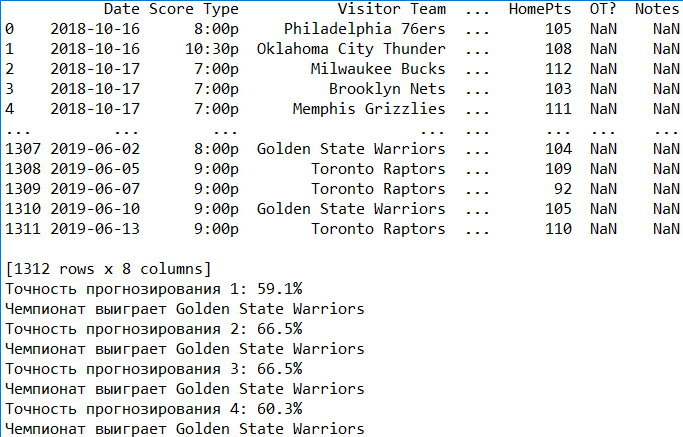 Date Score Type Visitor Team ... HomePts OT? Notes
0 2018-10-16 8:00p Philadelphia 76ers ... 105 NaN NaN
1 2018-10-16 10:30p Oklahoma City Thunder ... 108 NaN NaN
2 2018-10-17 7:00p Milwaukee Bucks ... 112 NaN NaN
3 2018-10-17 7:00p Brooklyn Nets ... 103 NaN NaN
4 2018-10-17 7:00p Memphis Grizzlies ... 111 NaN NaN
... ... ... ... ... ... ... ...
1307 2019-06-02 8:00p Golden State Warriors ... 104 NaN NaN
1308 2019-06-05 9:00p Toronto Raptors ... 109 NaN NaN
1309 2019-06-07 9:00p Toronto Raptors ... 92 NaN NaN
1310 2019-06-10 9:00p Golden State Warriors ... 105 NaN NaN
1311 2019-06-13 9:00p Toronto Raptors ... 110 NaN NaN
[1312 rows x 8 columns]
Точность прогнозирования 1: 59.1%
Чемпионат выиграет Golden State Warriors
Точность прогнозирования 2: 66.5%
Чемпионат выиграет Golden State Warriors
Точность прогнозирования 3: 66.5%
Чемпионат выиграет Golden State Warriors
Точность прогнозирования 4: 60.3%
Чемпионат выиграет Golden State Warriors